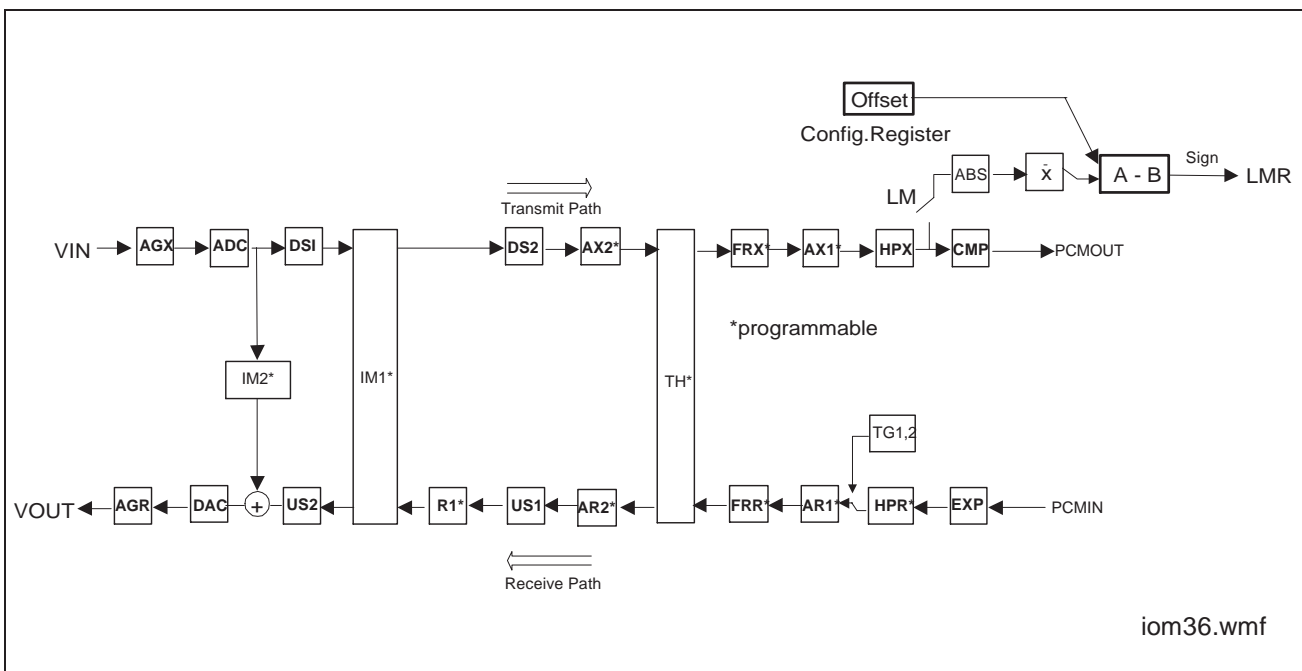 Offset
Config.Register
LM
ABS
x̄
A - B
Sign
LMR
Transmit Path
VIN
AGX
ADC
DSI
DS2
AX2*
FRX*
AX1*
HPX
CMP
PCMOUT
*programmable
IM2*
IM1*
TH*
TG1,2
VOUT
AGR
DAC
+
US2
R1*
US1
AR2*
FRR*
AR1*
HPR*
EXP
PCMIN
Receive Path
iom36.wmf